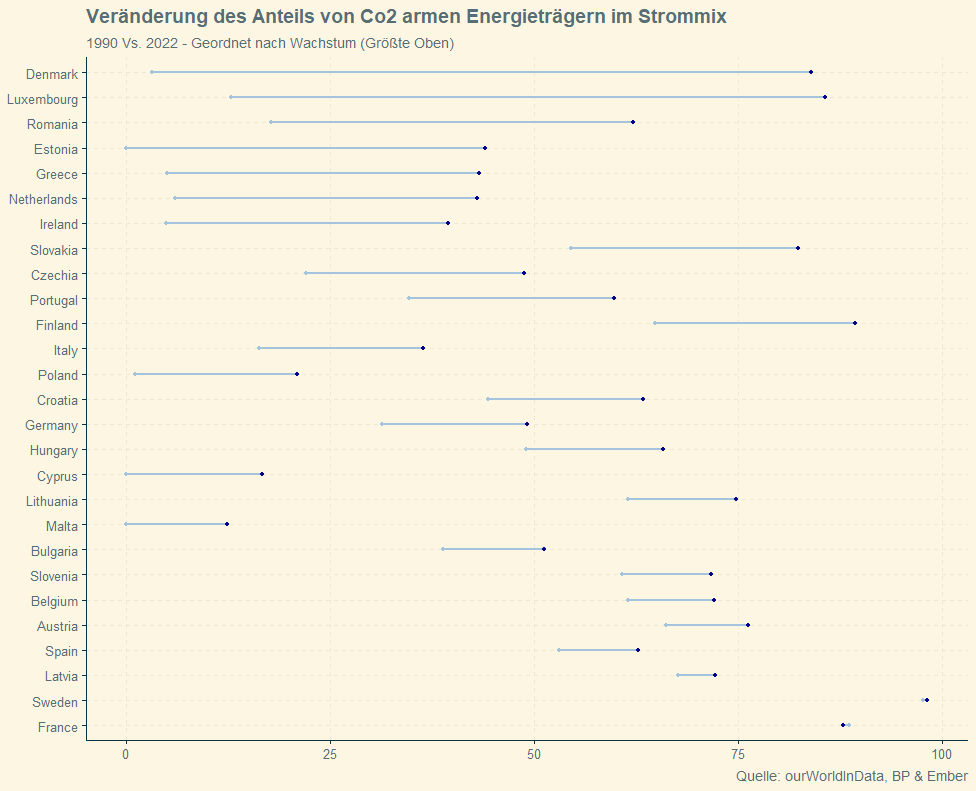 Veränderung des Anteils von Co2 armen Energieträgern im Strommix
1990 Vs. 2022 - Geordnet nach Wachstum (Größte Oben)
Denmark
Luxembourg
Romania
Estonia
Greece
Netherlands
Ireland
Slovakia
Czechia
Portugal
Finland
Italy
Poland
Croatia
Germany
Hungary
Cyprus
Lithuania
Malta
Bulgaria
Slovenia
Belgium
Austria
Spain
Latvia
Sweden
France
0 25 50 75 100
Quelle: ourWorldInData, BP & Ember